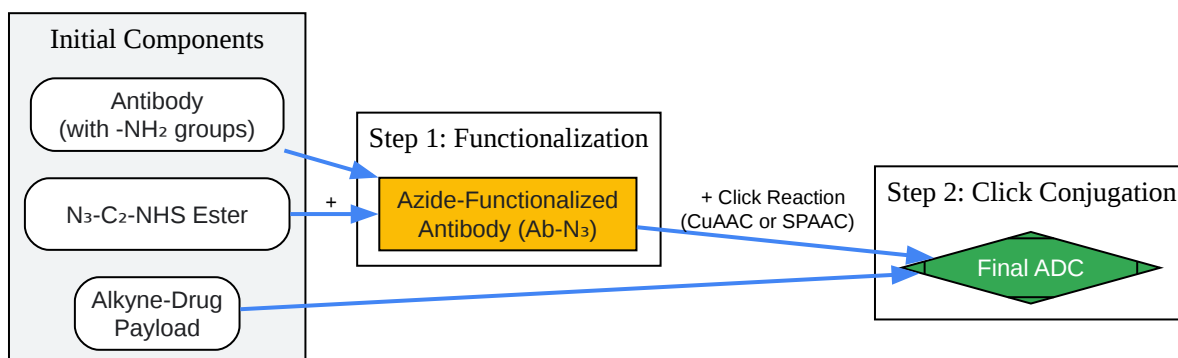 Initial Components
Antibody
(with -NH₂ groups)
N₃-C₂-NHS Ester
Alkyne-Drug
Payload
+
Step 1: Functionalization
Azide-Functionalized
Antibody (Ab-N₃)
+ Click Reaction
(CuAAC or SPAAC)
Step 2: Click Conjugation
Final ADC